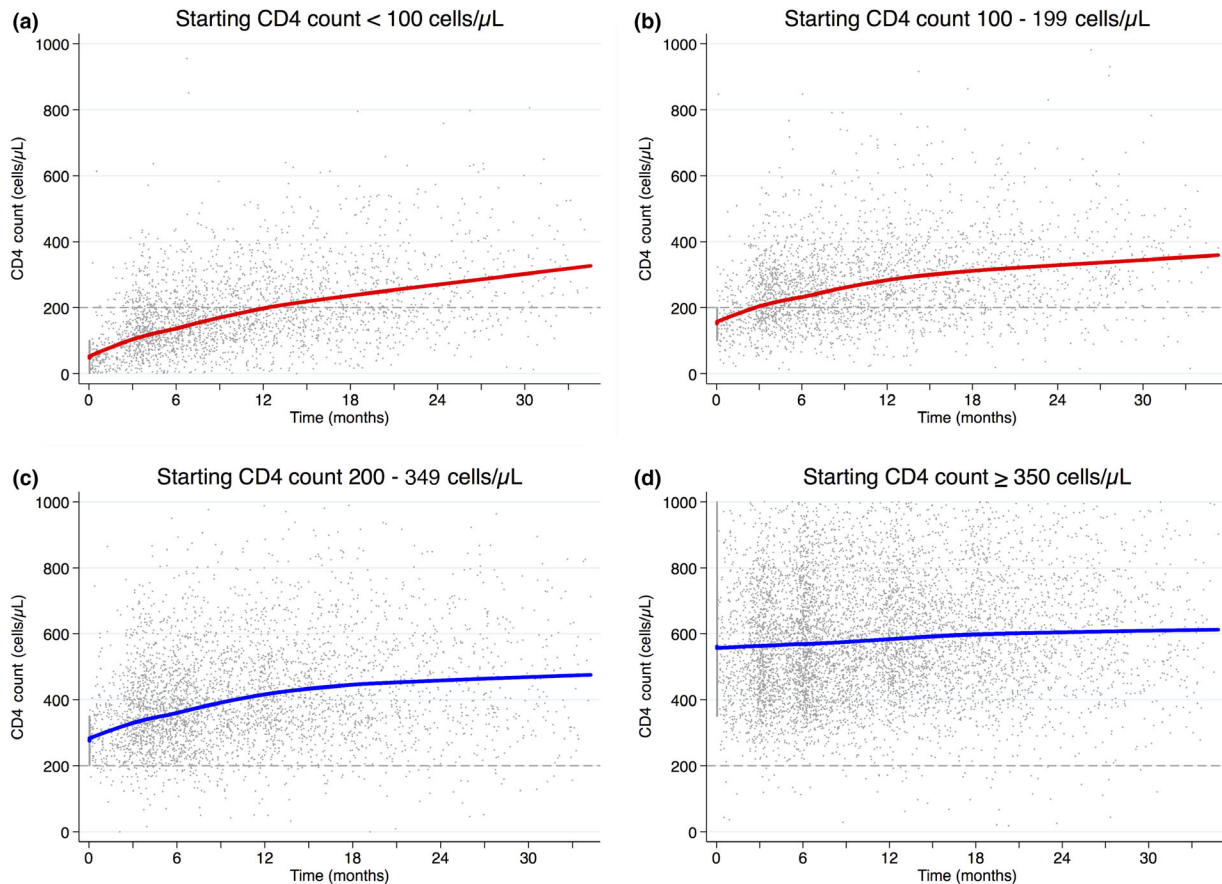 (a) Starting CD4 count < 100 cells/µL
1000
800
600
400
200
0
CD4 count (cells/µL)
0 6 12 18 24 30
Time (months)
(b) Starting CD4 count 100 - 199 cells/µL
1000
800
600
400
200
0
CD4 count (cells/µL)
0 6 12 18 24 30
Time (months)
(c) Starting CD4 count 200 - 349 cells/µL
1000
800
600
400
200
0
CD4 count (cells/µL)
0 6 12 18 24 30
Time (months)
(d) Starting CD4 count ≥ 350 cells/µL
1000
800
600
400
200
0
CD4 count (cells/µL)
0 6 12 18 24 30
Time (months)